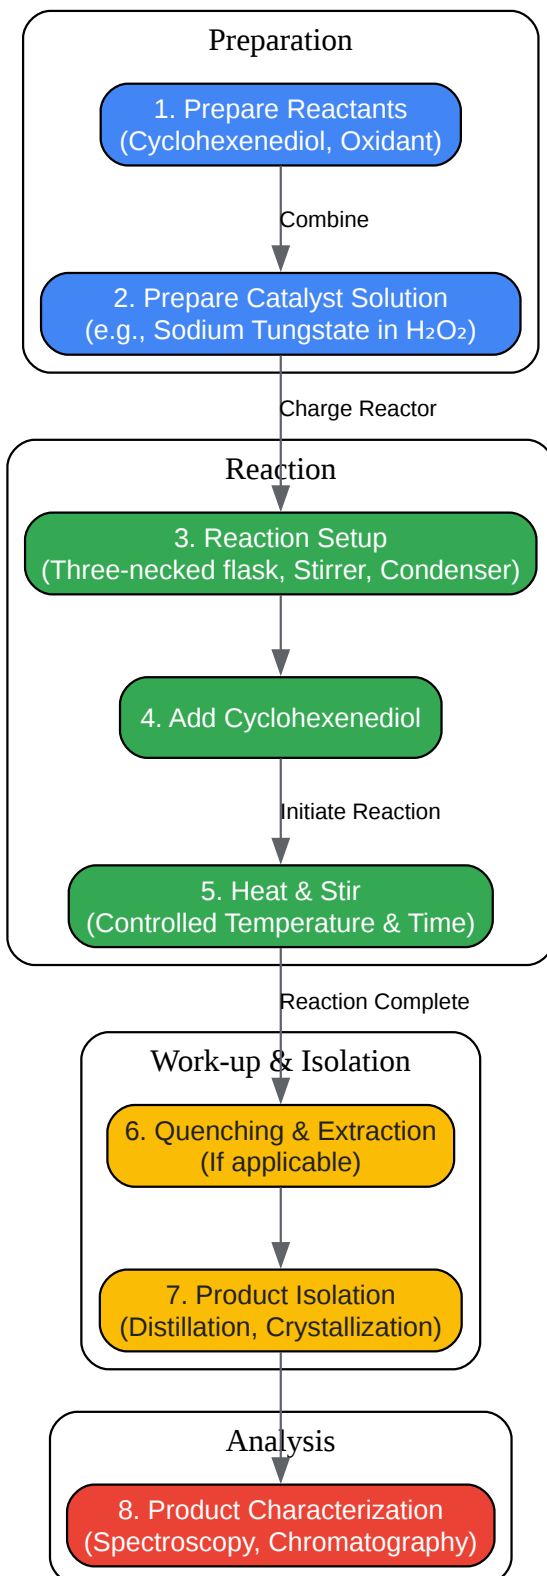 Preparation
1. Prepare Reactants
(Cyclohexenediol, Oxidant)
Combine
2. Prepare Catalyst Solution
(e.g., Sodium Tungstate in H₂O₂)
Charge Reactor
Reaction
3. Reaction Setup
(Three-necked flask, Stirrer, Condenser)
4. Add Cyclohexenediol
Initiate Reaction
5. Heat & Stir
(Controlled Temperature & Time)
Reaction Complete
Work-up & Isolation
6. Quenching & Extraction
(If applicable)
7. Product Isolation
(Distillation, Crystallization)
Analysis
8. Product Characterization
(Spectroscopy, Chromatography)